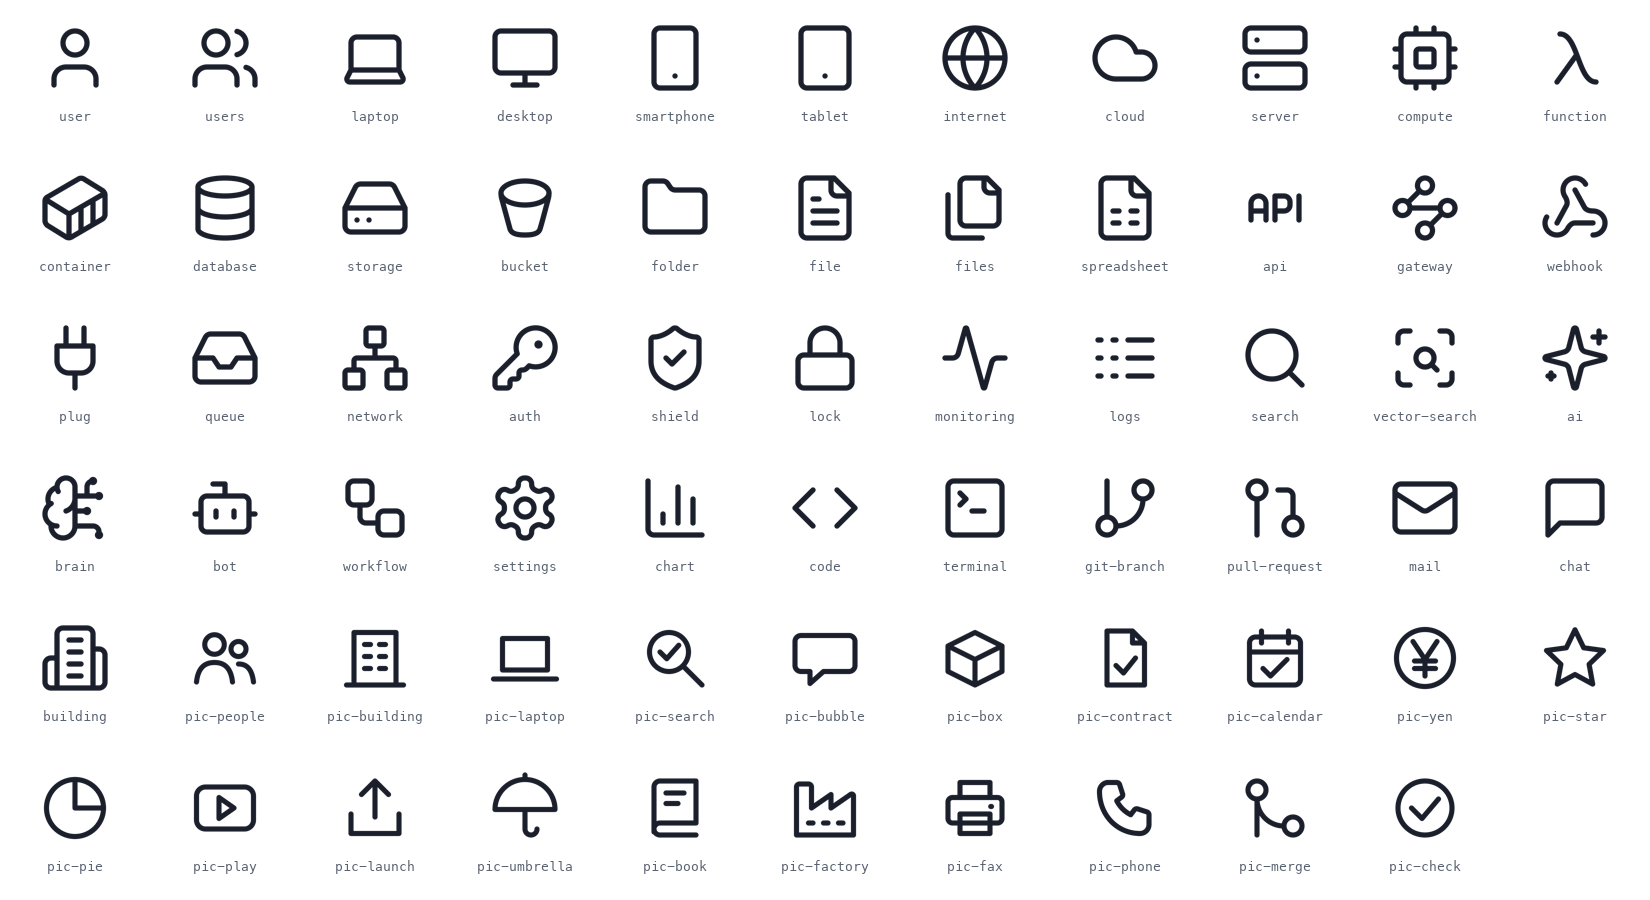 user users laptop desktop smartphone tablet internet cloud server compute function
container database storage bucket folder file files spreadsheet API api gateway webhook
plug queue network auth shield lock monitoring logs search vector-search ai
brain bot workflow settings chart code terminal git-branch pull-request mail chat
building pic-people pic-building pic-laptop pic-search pic-bubble pic-box pic-contract pic-calendar ¥ pic-yen pic-star
pic-pie pic-play pic-launch pic-umbrella pic-book pic-factory pic-fax pic-phone pic-merge pic-check